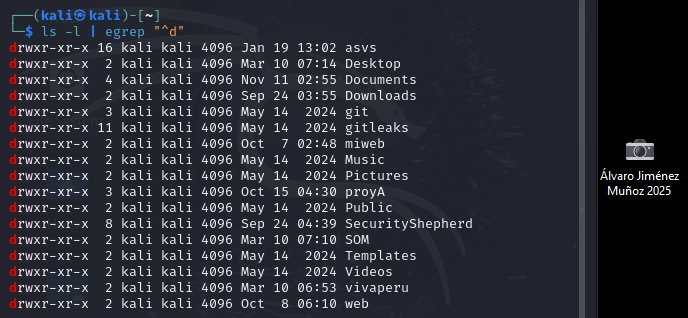 ┌──(kali㉿kali)-[~]
└─$ ls -l | egrep "^d"
drwxr-xr-x 16 kali kali 4096 Jan 19 13:02 asvs
drwxr-xr-x  2 kali kali 4096 Mar 10 07:14 Desktop
drwxr-xr-x  4 kali kali 4096 Nov 11 02:55 Documents
drwxr-xr-x  2 kali kali 4096 Sep 24 03:55 Downloads
drwxr-xr-x  3 kali kali 4096 May 14  2024 git
drwxr-xr-x 11 kali kali 4096 May 14  2024 gitleaks
drwxr-xr-x  2 kali kali 4096 Oct  7 02:48 miweb
drwxr-xr-x  2 kali kali 4096 May 14  2024 Music
drwxr-xr-x  2 kali kali 4096 May 14  2024 Pictures
drwxr-xr-x  3 kali kali 4096 Oct 15 04:30 proyA
drwxr-xr-x  2 kali kali 4096 May 14  2024 Public
drwxr-xr-x  8 kali kali 4096 Sep 24 04:39 SecurityShepherd
drwxr-xr-x  2 kali kali 4096 Mar 10 07:10 SOM
drwxr-xr-x  2 kali kali 4096 May 14  2024 Templates
drwxr-xr-x  2 kali kali 4096 May 14  2024 Videos
drwxr-xr-x  2 kali kali 4096 Mar 10 06:53 vivaperu
drwxr-xr-x  2 kali kali 4096 Oct  8 06:10 web
Álvaro Jiménez
Muñoz 2025